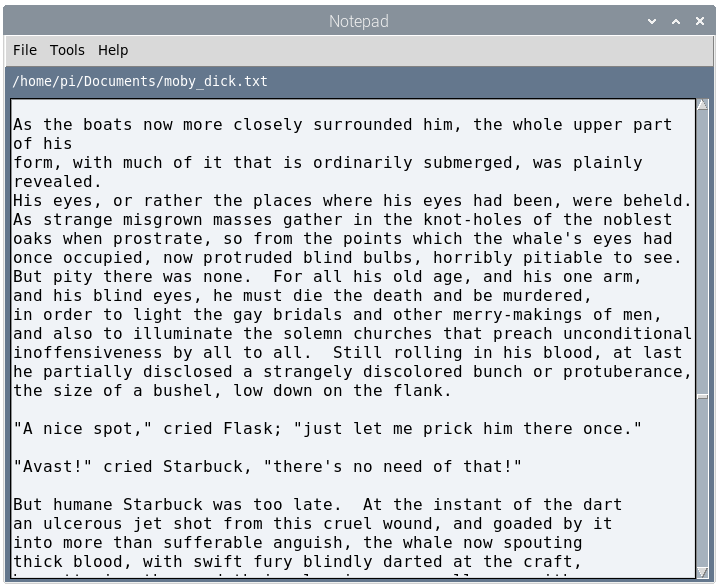 Notepad
File Tools Help
/home/pi/Documents/moby_dick.txt
As the boats now more closely surrounded him, the whole upper part
of his
form, with much of it that is ordinarily submerged, was plainly
revealed.
His eyes, or rather the places where his eyes had been, were beheld.
As strange misgrown masses gather in the knot-holes of the noblest
oaks when prostrate, so from the points which the whale's eyes had
once occupied, now protruded blind bulbs, horribly pitiable to see.
But pity there was none.  For all his old age, and his one arm,
and his blind eyes, he must die the death and be murdered,
in order to light the gay bridals and other merry-makings of men,
and also to illuminate the solemn churches that preach unconditional
inoffensiveness by all to all.  Still rolling in his blood, at last
he partially disclosed a strangely discolored bunch or protuberance,
the size of a bushel, low down on the flank.
"A nice spot," cried Flask; "just let me prick him there once."
"Avast!" cried Starbuck, "there's no need of that!"
But humane Starbuck was too late.  At the instant of the dart
an ulcerous jet shot from this cruel wound, and goaded by it
into more than sufferable anguish, the whale now spouting
thick blood, with swift fury blindly darted at the craft,